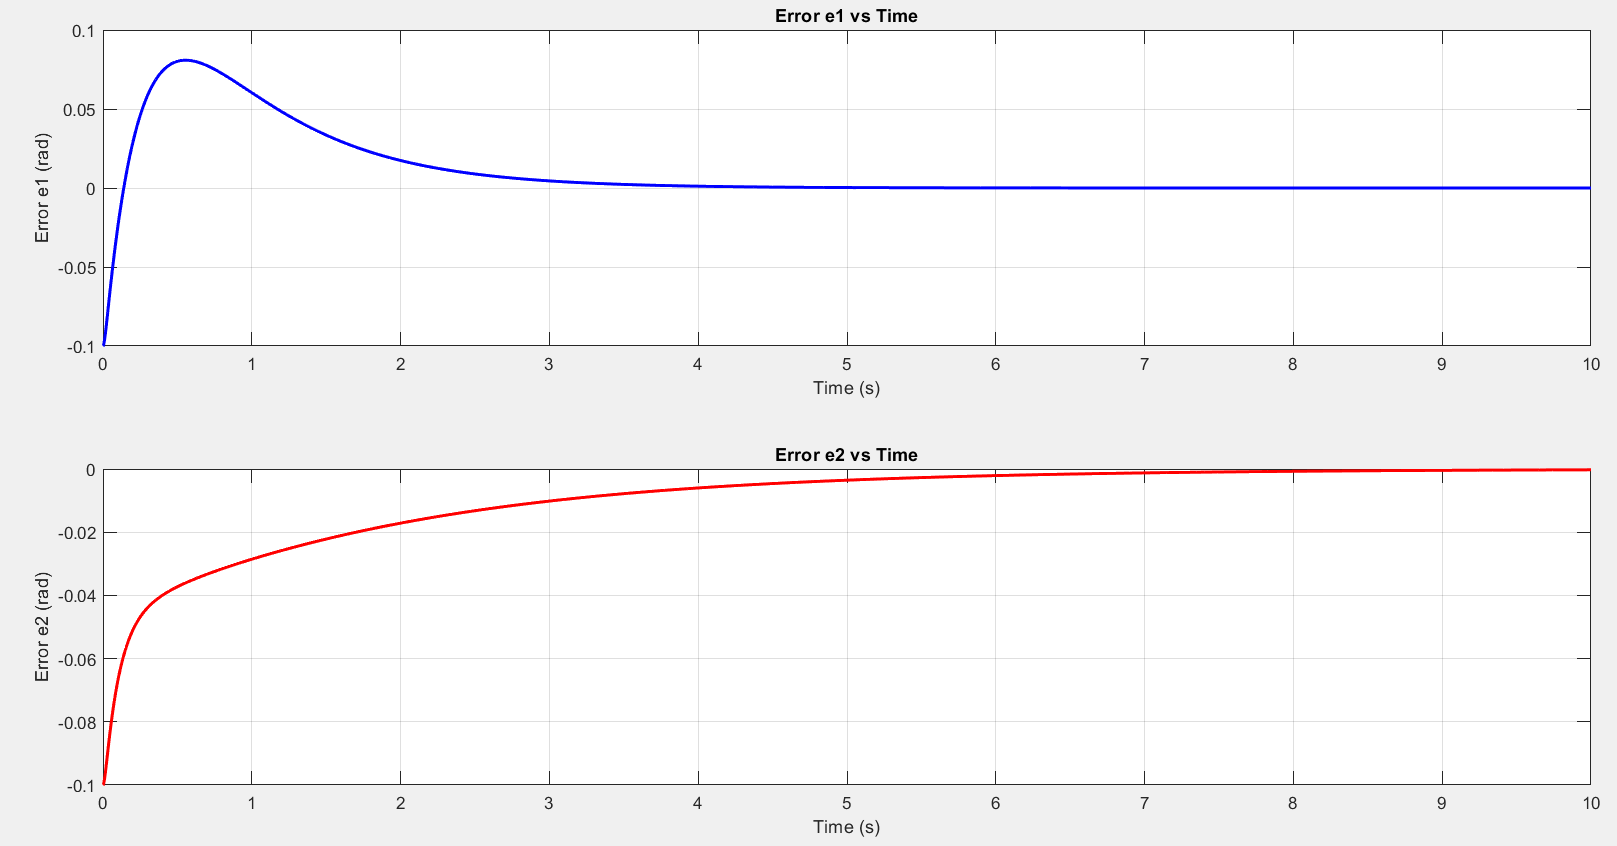 Error e1 vs Time
0.1
0.05
0
-0.05
-0.1
Error e1 (rad)
0 1 2 3 4 5 6 7 8 9 10
Time (s)
Error e2 vs Time
0
-0.02
-0.04
-0.06
-0.08
-0.1
Error e2 (rad)
0 1 2 3 4 5 6 7 8 9 10
Time (s)